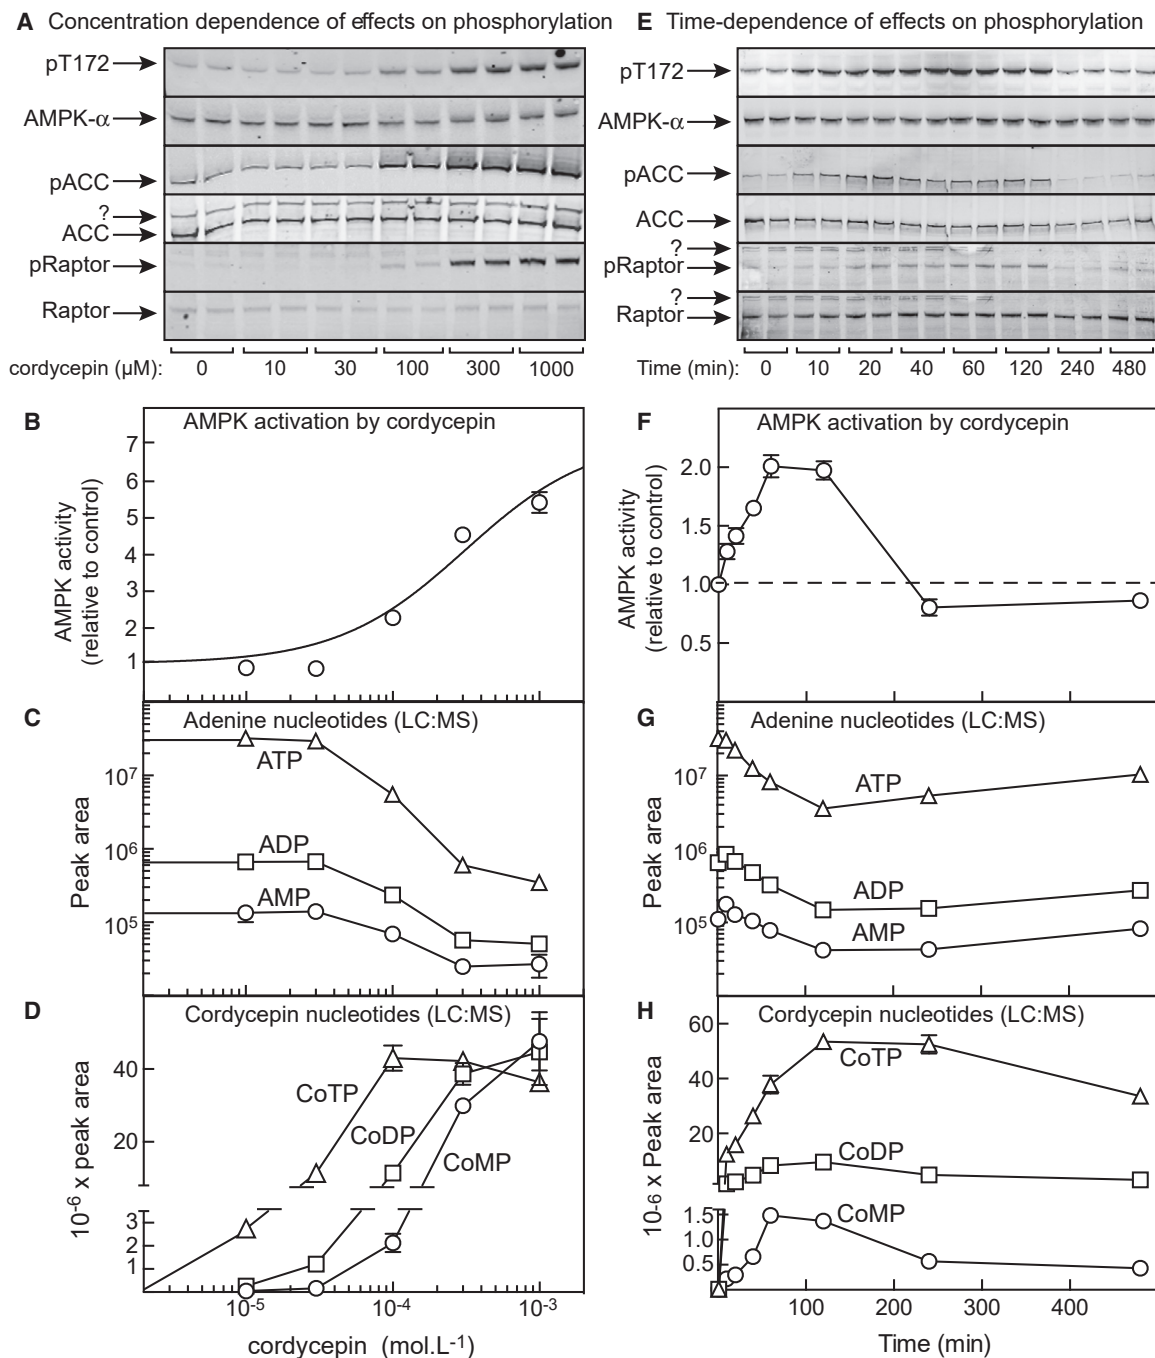 A Concentration dependence of effects on phosphorylation
pT172
AMPK-α
pACC
?
ACC
pRaptor
Raptor
cordycepin (µM): 0 10 30 100 300 1000
B AMPK activation by cordycepin
AMPK activity
(relative to control)
7
6
5
4
3
2
1
C Adenine nucleotides (LC:MS)
Peak area
10⁷
10⁶
10⁵
ATP
ADP
AMP
D Cordycepin nucleotides (LC:MS)
10⁻⁶ x peak area
40
20
3
2
1
CoTP
CoDP
CoMP
10⁻⁵ 10⁻⁴ 10⁻³
cordycepin (mol.L⁻¹)
E Time-dependence of effects on phosphorylation
pT172
AMPK-α
pACC
ACC
?
pRaptor
?
Raptor
Time (min): 0 10 20 40 60 120 240 480
F AMPK activation by cordycepin
AMPK activity
(relative to control)
2.0
1.5
1.0
0.5
G Adenine nucleotides (LC:MS)
Peak area
10⁷
10⁶
10⁵
ATP
ADP
AMP
H Cordycepin nucleotides (LC:MS)
10-6 x Peak area
60
40
20
1.5
1.0
0.5
CoTP
CoDP
CoMP
100 200 300 400
Time (min)